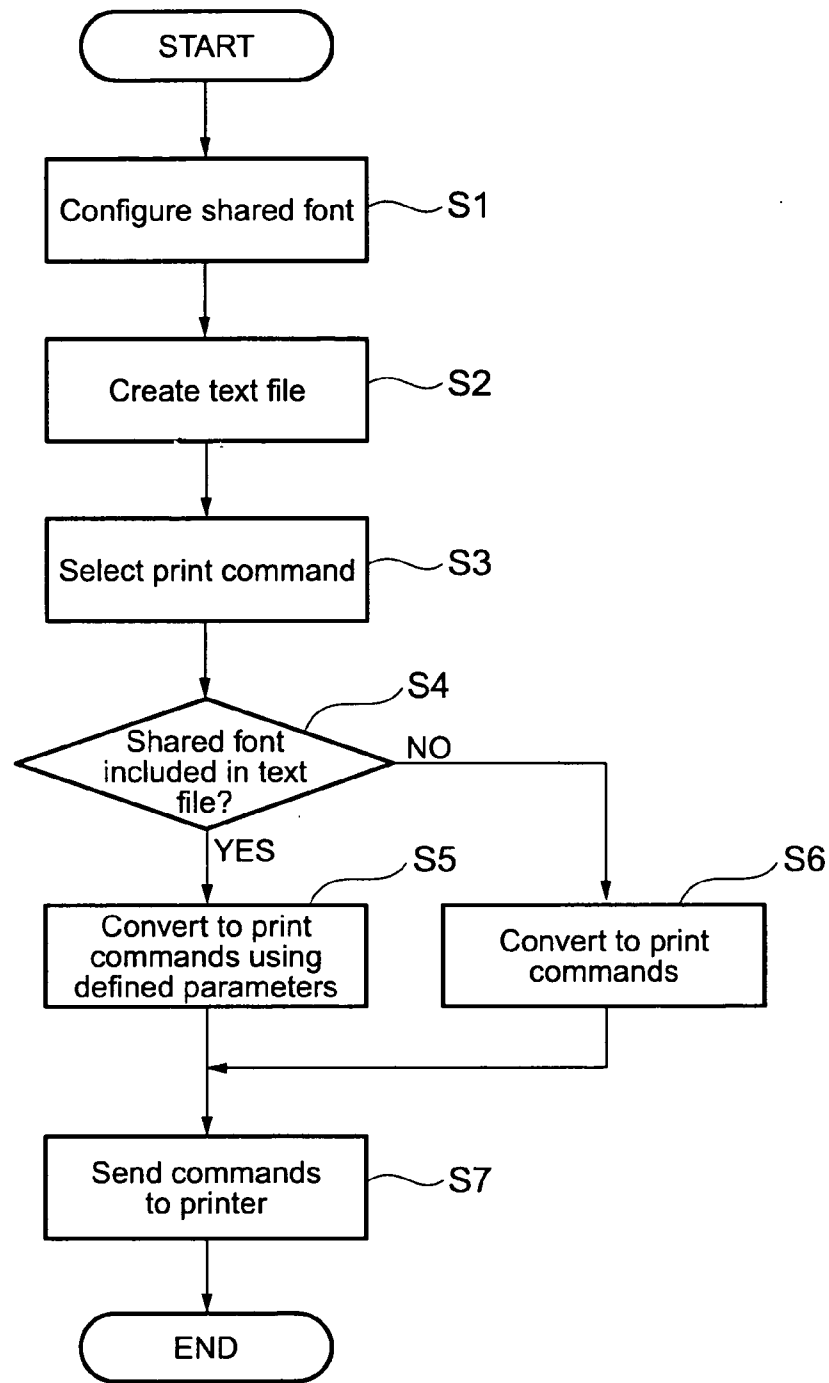 START
Configure shared font
S1
Create text file
S2
Select print command
S3
S4
Shared font
included in text
file?
NO
YES
S5
Convert to print
commands using
defined parameters
S6
Convert to print
commands
Send commands
to printer
S7
END